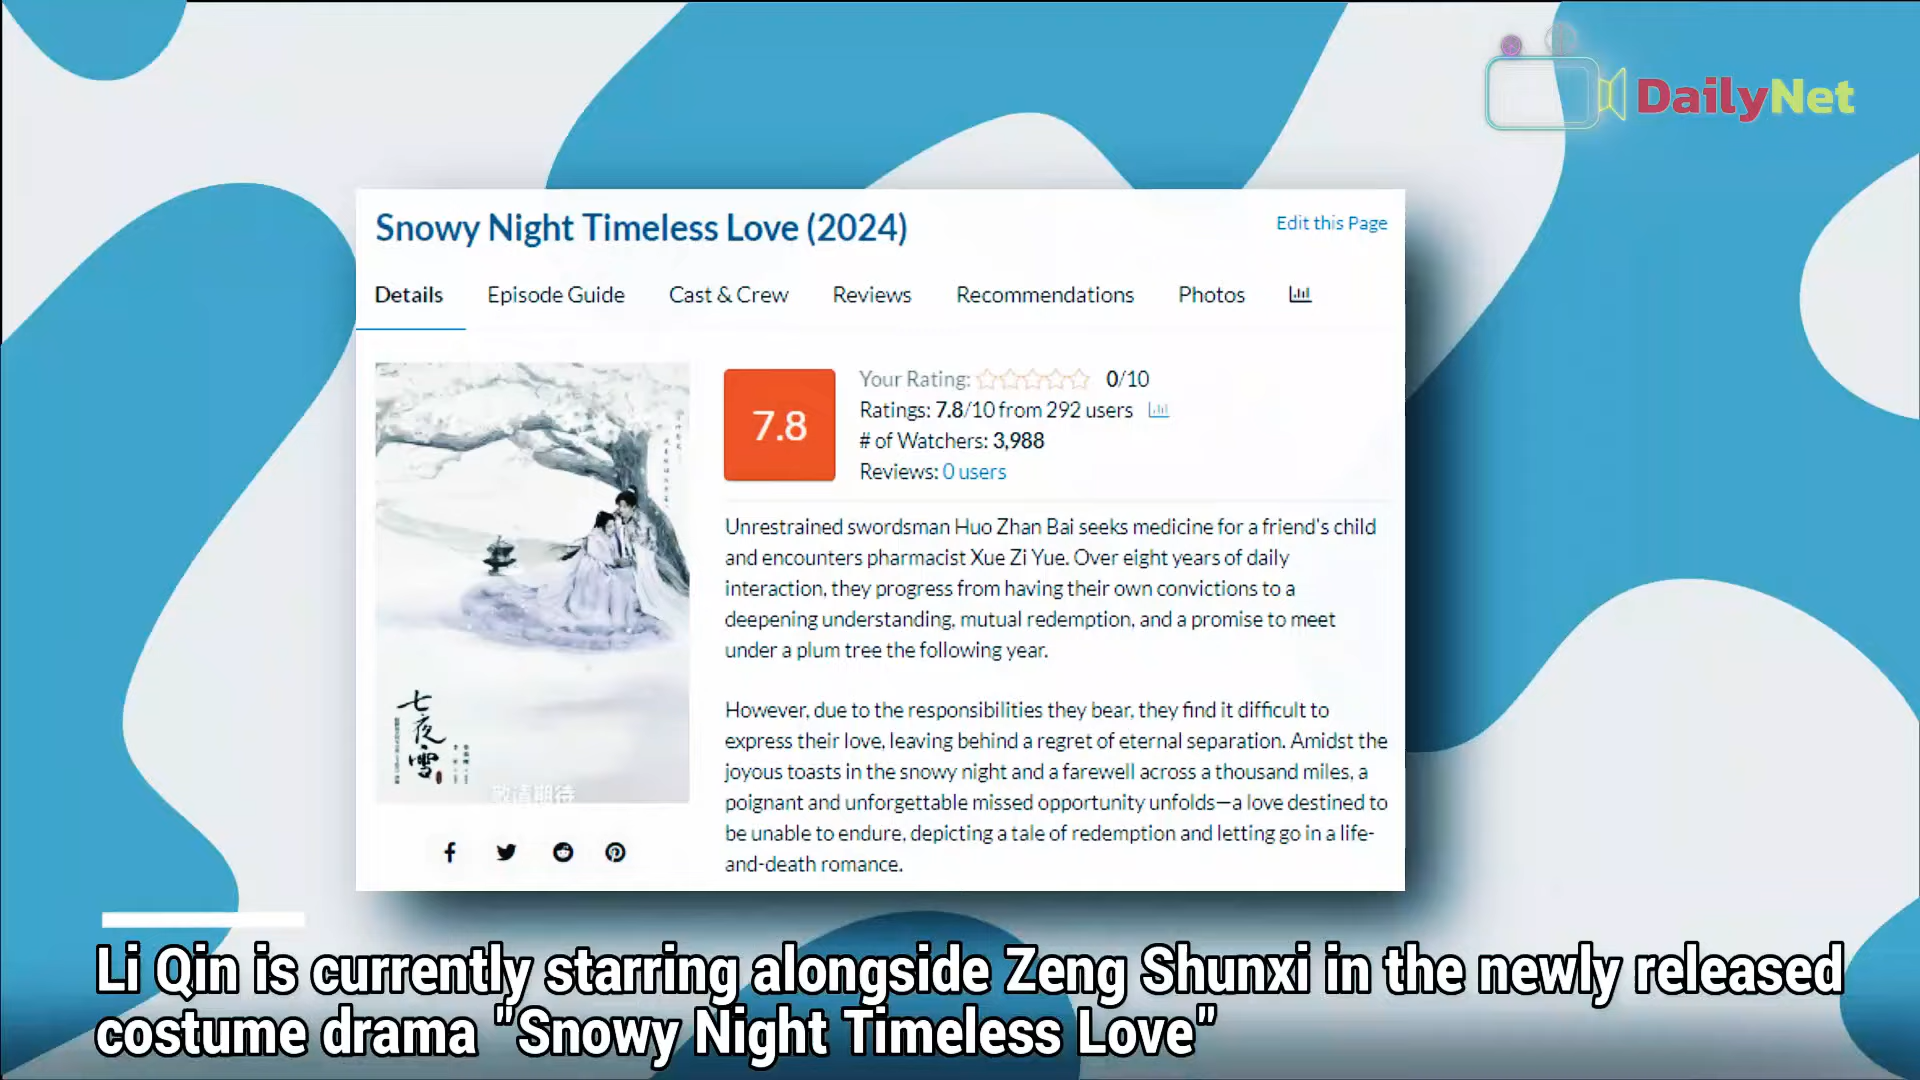 DailyNet
Snowy Night Timeless Love (2024)
Edit this Page
Details
Episode Guide
Cast & Crew
Reviews
Recommendations
Photos
7.8
Your Rating: 0/10
Ratings: 7.8/10 from 292 users
# of Watchers: 3,988
Reviews: 0 users
Unrestrained swordsman Huo Zhan Bai seeks medicine for a friend's child
and encounters pharmacist Xue Zi Yue. Over eight years of daily
interaction, they progress from having their own convictions to a
deepening understanding, mutual redemption, and a promise to meet
under a plum tree the following year.
However, due to the responsibilities they bear, they find it difficult to
express their love, leaving behind a regret of eternal separation. Amidst the
joyous toasts in the snowy night and a farewell across a thousand miles, a
poignant and unforgettable missed opportunity unfolds—a love destined to
be unable to endure, depicting a tale of redemption and letting go in a life-
and-death romance.
七夜雪
敬请期待
Li Qin is currently starring alongside Zeng Shunxi in the newly released
costume drama "Snowy Night Timeless Love"